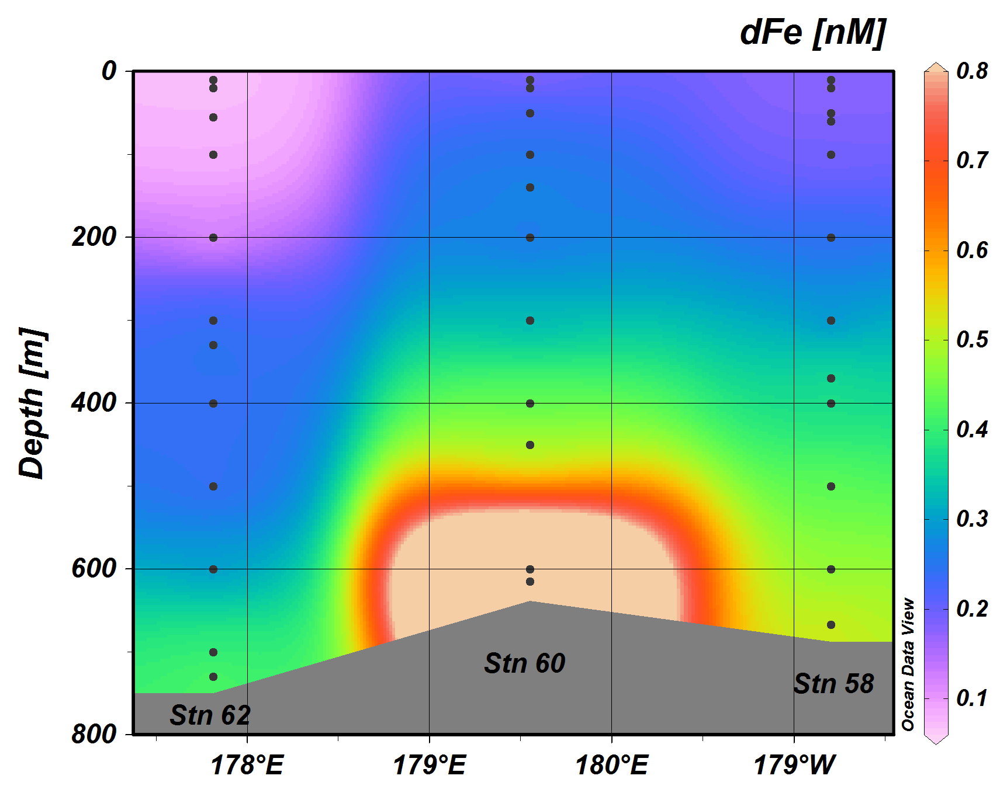 dFe [nM]
0
200
400
600
800
Depth [m]
178°E
179°E
180°E
179°W
Stn 62
Stn 60
Stn 58
Ocean Data View
0.8
0.7
0.6
0.5
0.4
0.3
0.2
0.1